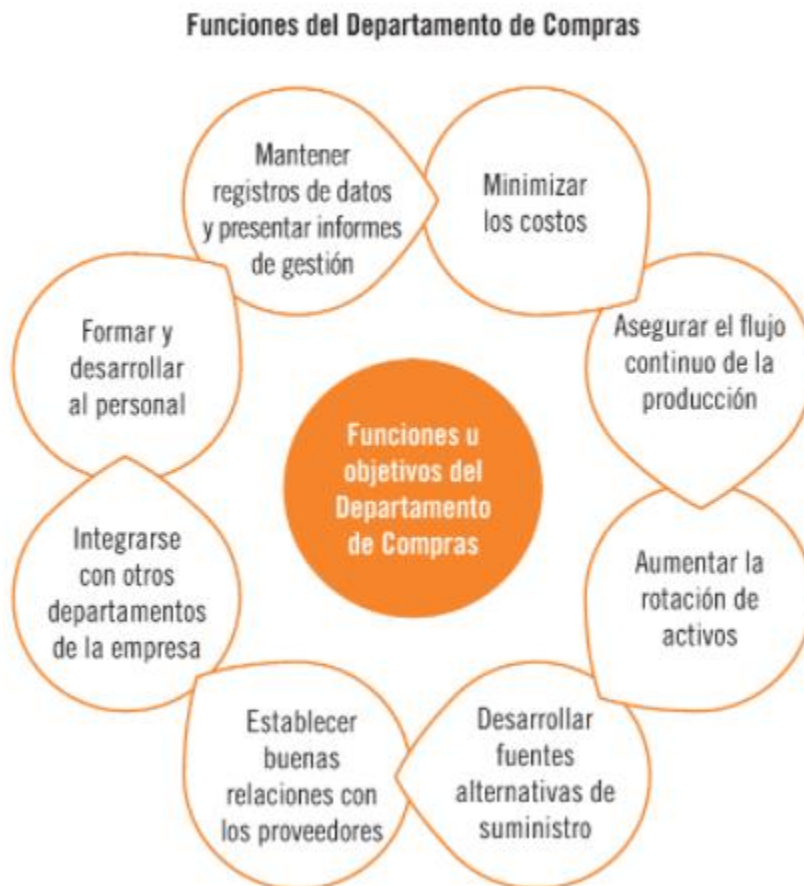 Funciones del Departamento de Compras
Mantener
registros de datos
y presentar informes
de gestión
Minimizar
los costos
Asegurar el flujo
continuo de la
producción
Aumentar la
rotación de
activos
Desarrollar
fuentes
alternativas de
suministro
Establecer
buenas
relaciones con
los proveedores
Integrarse
con otros
departamentos
de la empresa
Formar y
desarrollar
al personal
Funciones u
objetivos del
Departamento
de Compras